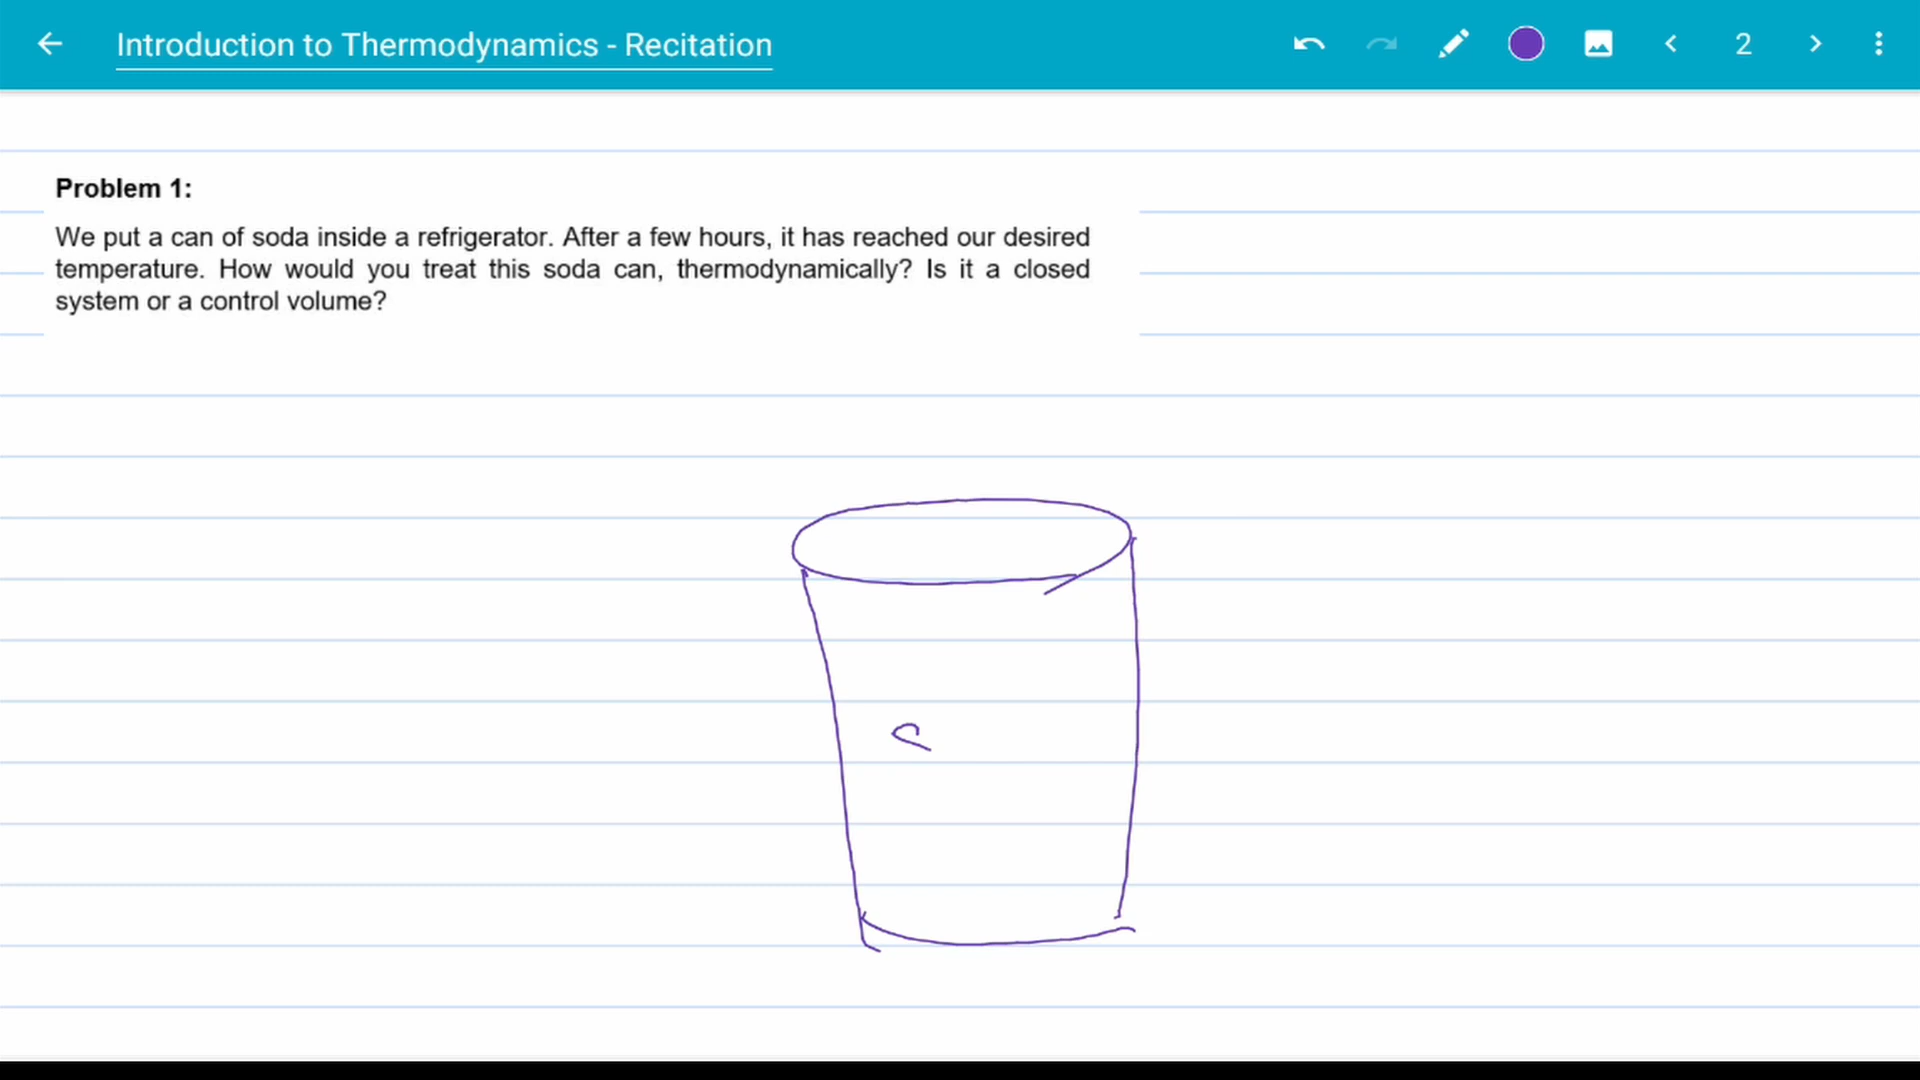 Introduction to Thermodynamics - Recitation
2
Problem 1:
We put a can of soda inside a refrigerator. After a few hours, it has reached our desired
temperature. How would you treat this soda can, thermodynamically? Is it a closed
system or a control volume?